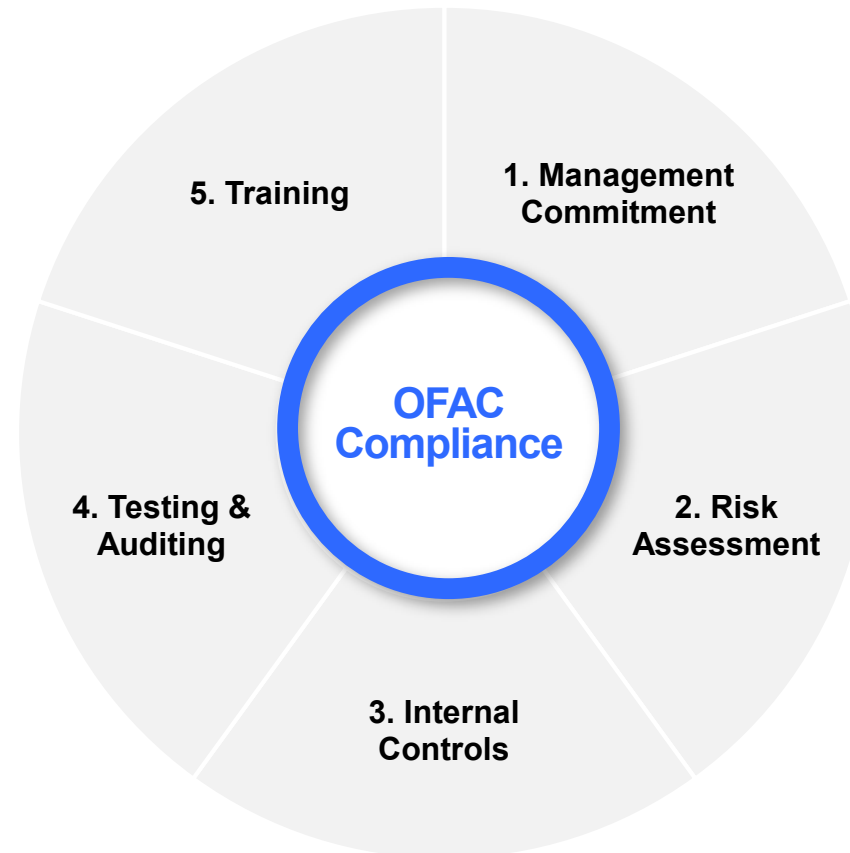 5. Training
1. Management
Commitment
OFAC
Compliance
4. Testing &
Auditing
2. Risk
Assessment
3. Internal
Controls